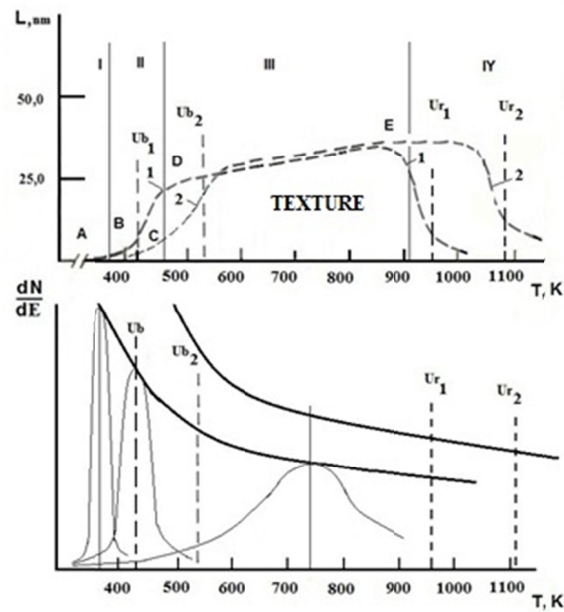 L, nm
I II III IY
50,0
Ub1 Ub2 Ur1 Ur2
D E
1 1
25,0
2 2
TEXTURE
A B C
400 500 600 700 800 900 1000 1100
T, K
dN
dE
Ub
Ub2 Ur1 Ur2
400 500 600 700 800 900 1000 1100
T, K